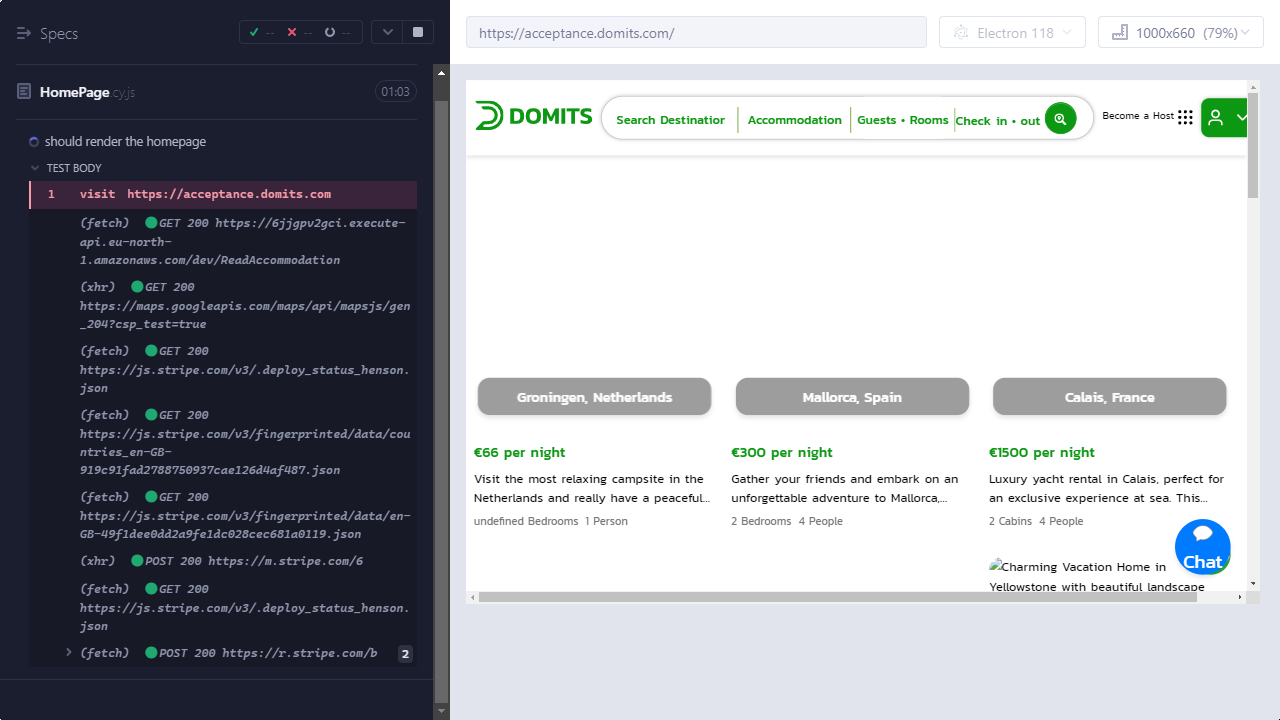 Specs
--
--
--
https://acceptance.domits.com/
Electron 118
1000x660 (79%)
HomePage.cy.js
01:03
should render the homepage
TEST BODY
1 visit https://acceptance.domits.com
(fetch) GET 200 https://6jjgpv2gci.execute-
api.eu-north-
1.amazonaws.com/dev/ReadAccommodation
(xhr) GET 200
https://maps.googleapis.com/maps/api/mapsjs/gen
_204?csp_test=true
(fetch) GET 200
https://js.stripe.com/v3/.deploy_status_henson.
json
(fetch) GET 200
https://js.stripe.com/v3/fingerprinted/data/cou
ntries_en-GB-
919c91fad2788750937cae126d4af487.json
(fetch) GET 200
https://js.stripe.com/v3/fingerprinted/data/en-
GB-49f1dee0dd2a9fe1dc028cec681a0119.json
(xhr) POST 200 https://m.stripe.com/6
(fetch) GET 200
https://js.stripe.com/v3/.deploy_status_henson.
json
(fetch) POST 200 https://r.stripe.com/b 2
DOMITS
Search Destinatior
Accommodation
Guests • Rooms
Check in • out
Become a Host
Groningen, Netherlands
€66 per night
Visit the most relaxing campsite in the
Netherlands and really have a peaceful...
undefined Bedrooms 1 Person
Mallorca, Spain
€300 per night
Gather your friends and embark on an
unforgettable adventure to Mallorca,...
2 Bedrooms 4 People
Calais, France
€1500 per night
Luxury yacht rental in Calais, perfect for
an exclusive experience at sea. This...
2 Cabins 4 People
Charming Vacation Home in
Yellowstone with beautiful landscape
Chat